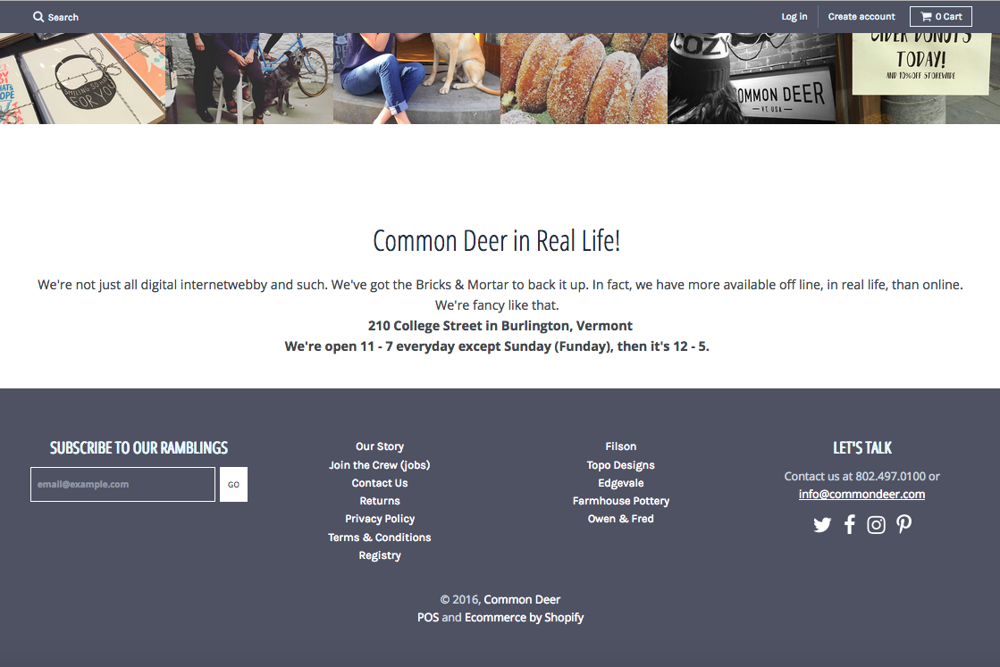 Search
Log in
Create account
0 Cart
SMILING SO
FOR YOU
COZY
COMMON DEER
— VT. USA —
CIDER DONUTS
TODAY!
AND 10% OFF STOREWIDE
Common Deer in Real Life!
We're not just all digital internetwebby and such. We've got the Bricks & Mortar to back it up. In fact, we have more available off line, in real life, than online.
We're fancy like that.
210 College Street in Burlington, Vermont
We're open 11 - 7 everyday except Sunday (Funday), then it's 12 - 5.
SUBSCRIBE TO OUR RAMBLINGS
email@example.com
GO
Our Story
Join the Crew (jobs)
Contact Us
Returns
Privacy Policy
Terms & Conditions
Registry
Filson
Topo Designs
Edgevale
Farmhouse Pottery
Owen & Fred
LET'S TALK
Contact us at 802.497.0100 or
info@commondeer.com
© 2016, Common Deer
POS and Ecommerce by Shopify